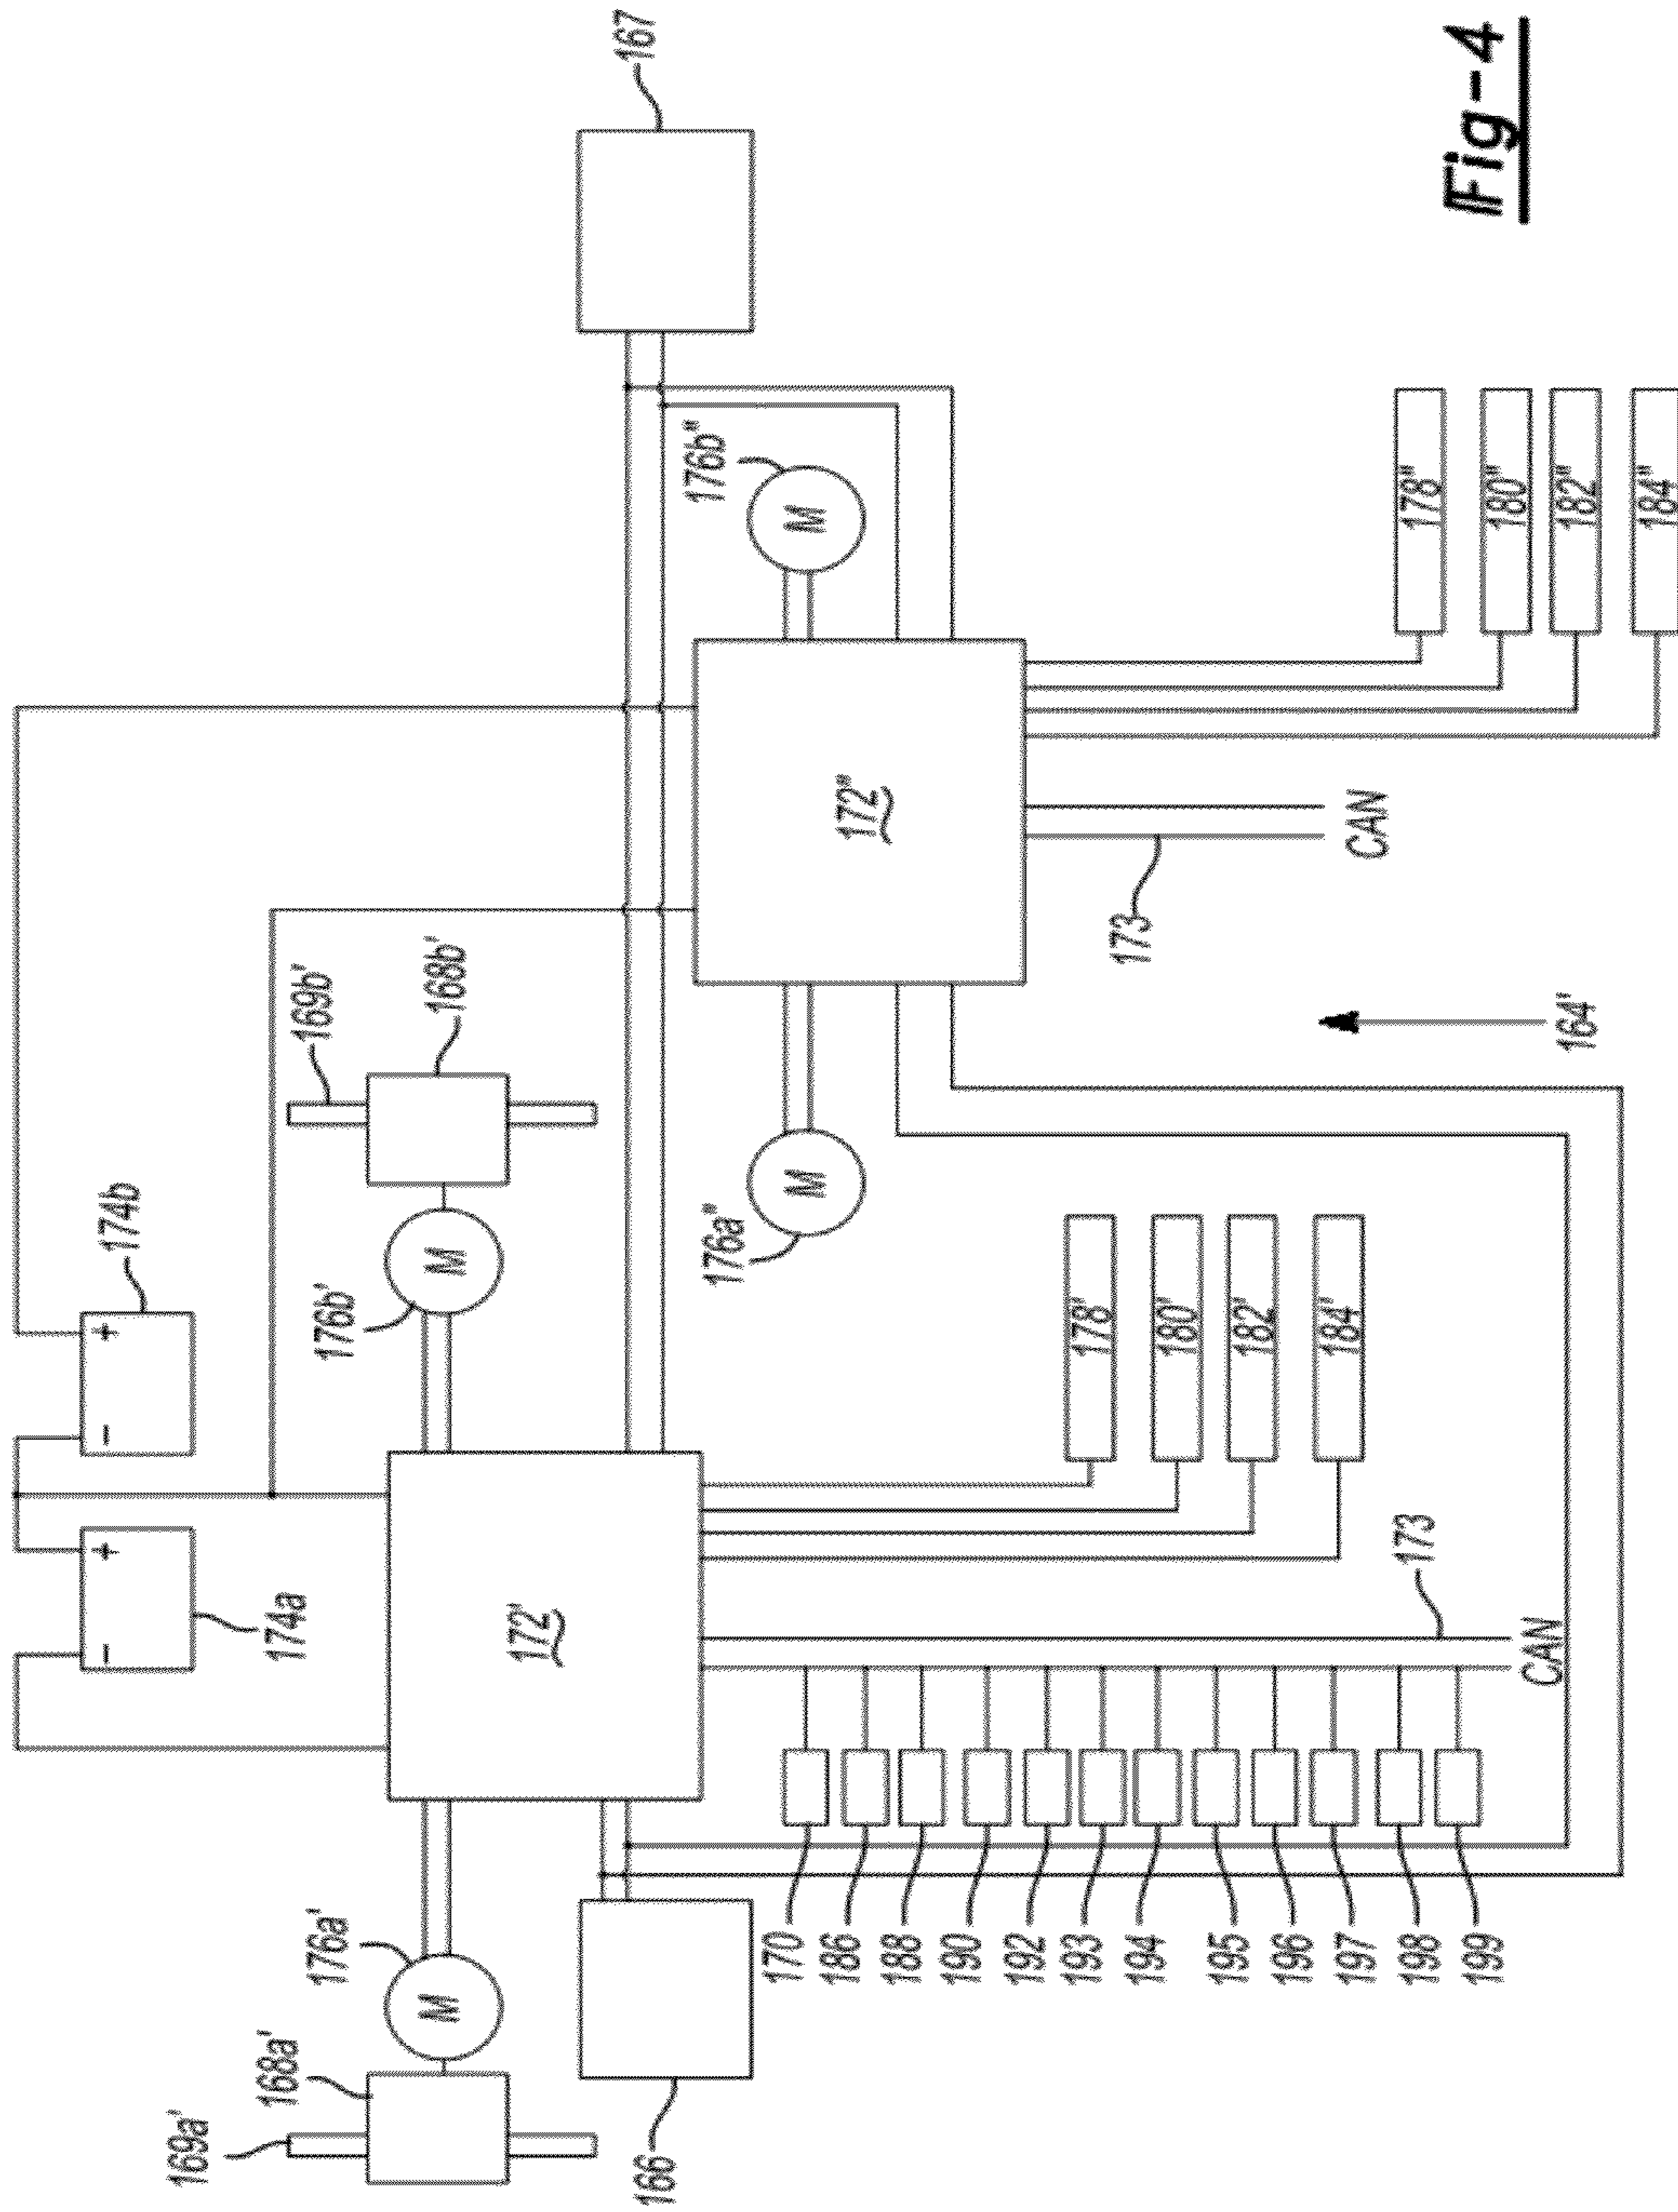 174a
174b
-
+
-
+
169a'
168a'
176a'
M
176b'
M
169b'
168b'
172'
172"
166
167
176a"
M
176b"
M
170
186
188
190
192
193
194
195
196
197
198
199
CAN
173
178'
180'
182'
184'
164'
173
CAN
178"
180"
182"
184"
Fig-4